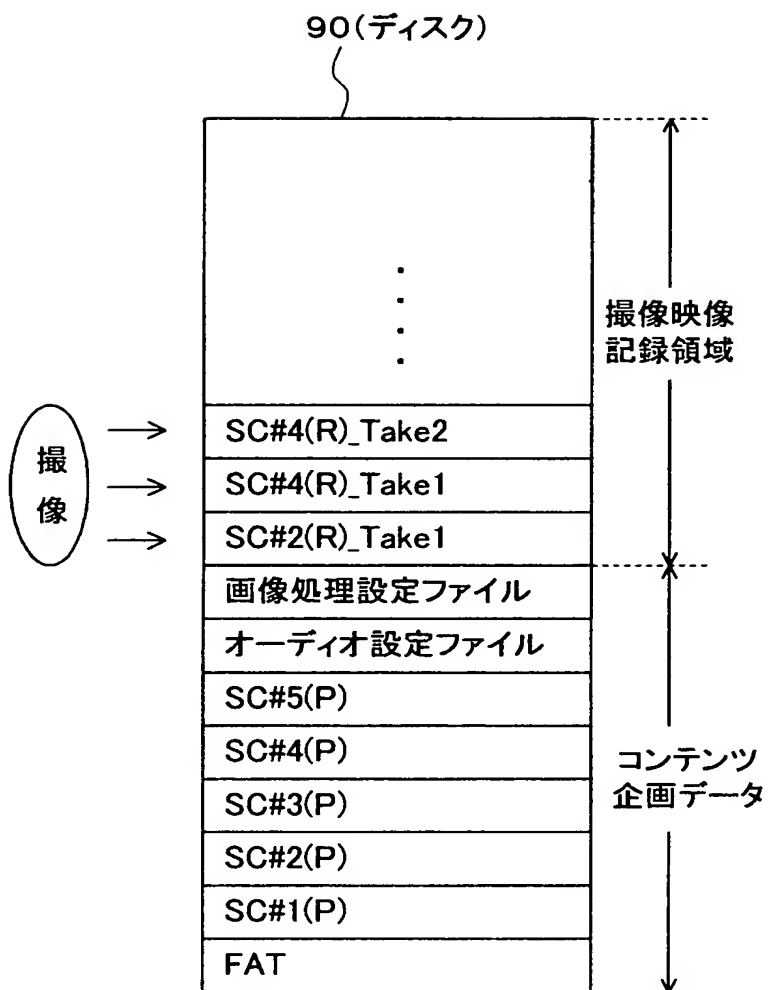 90(ディスク)
撮像映像
記録領域
撮
像
SC#4(R)_Take2
SC#4(R)_Take1
SC#2(R)_Take1
画像処理設定ファイル
オーディオ設定ファイル
SC#5(P)
SC#4(P)
SC#3(P)
SC#2(P)
SC#1(P)
FAT
コンテンツ
企画データ